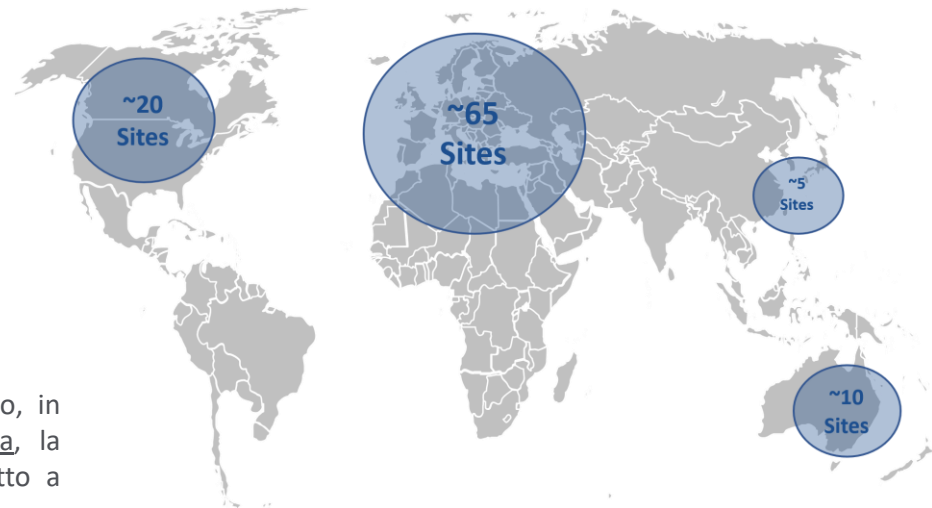 ~20
Sites
~65
Sites
~5
Sites
~10
Sites
o, in
a, la
tto a